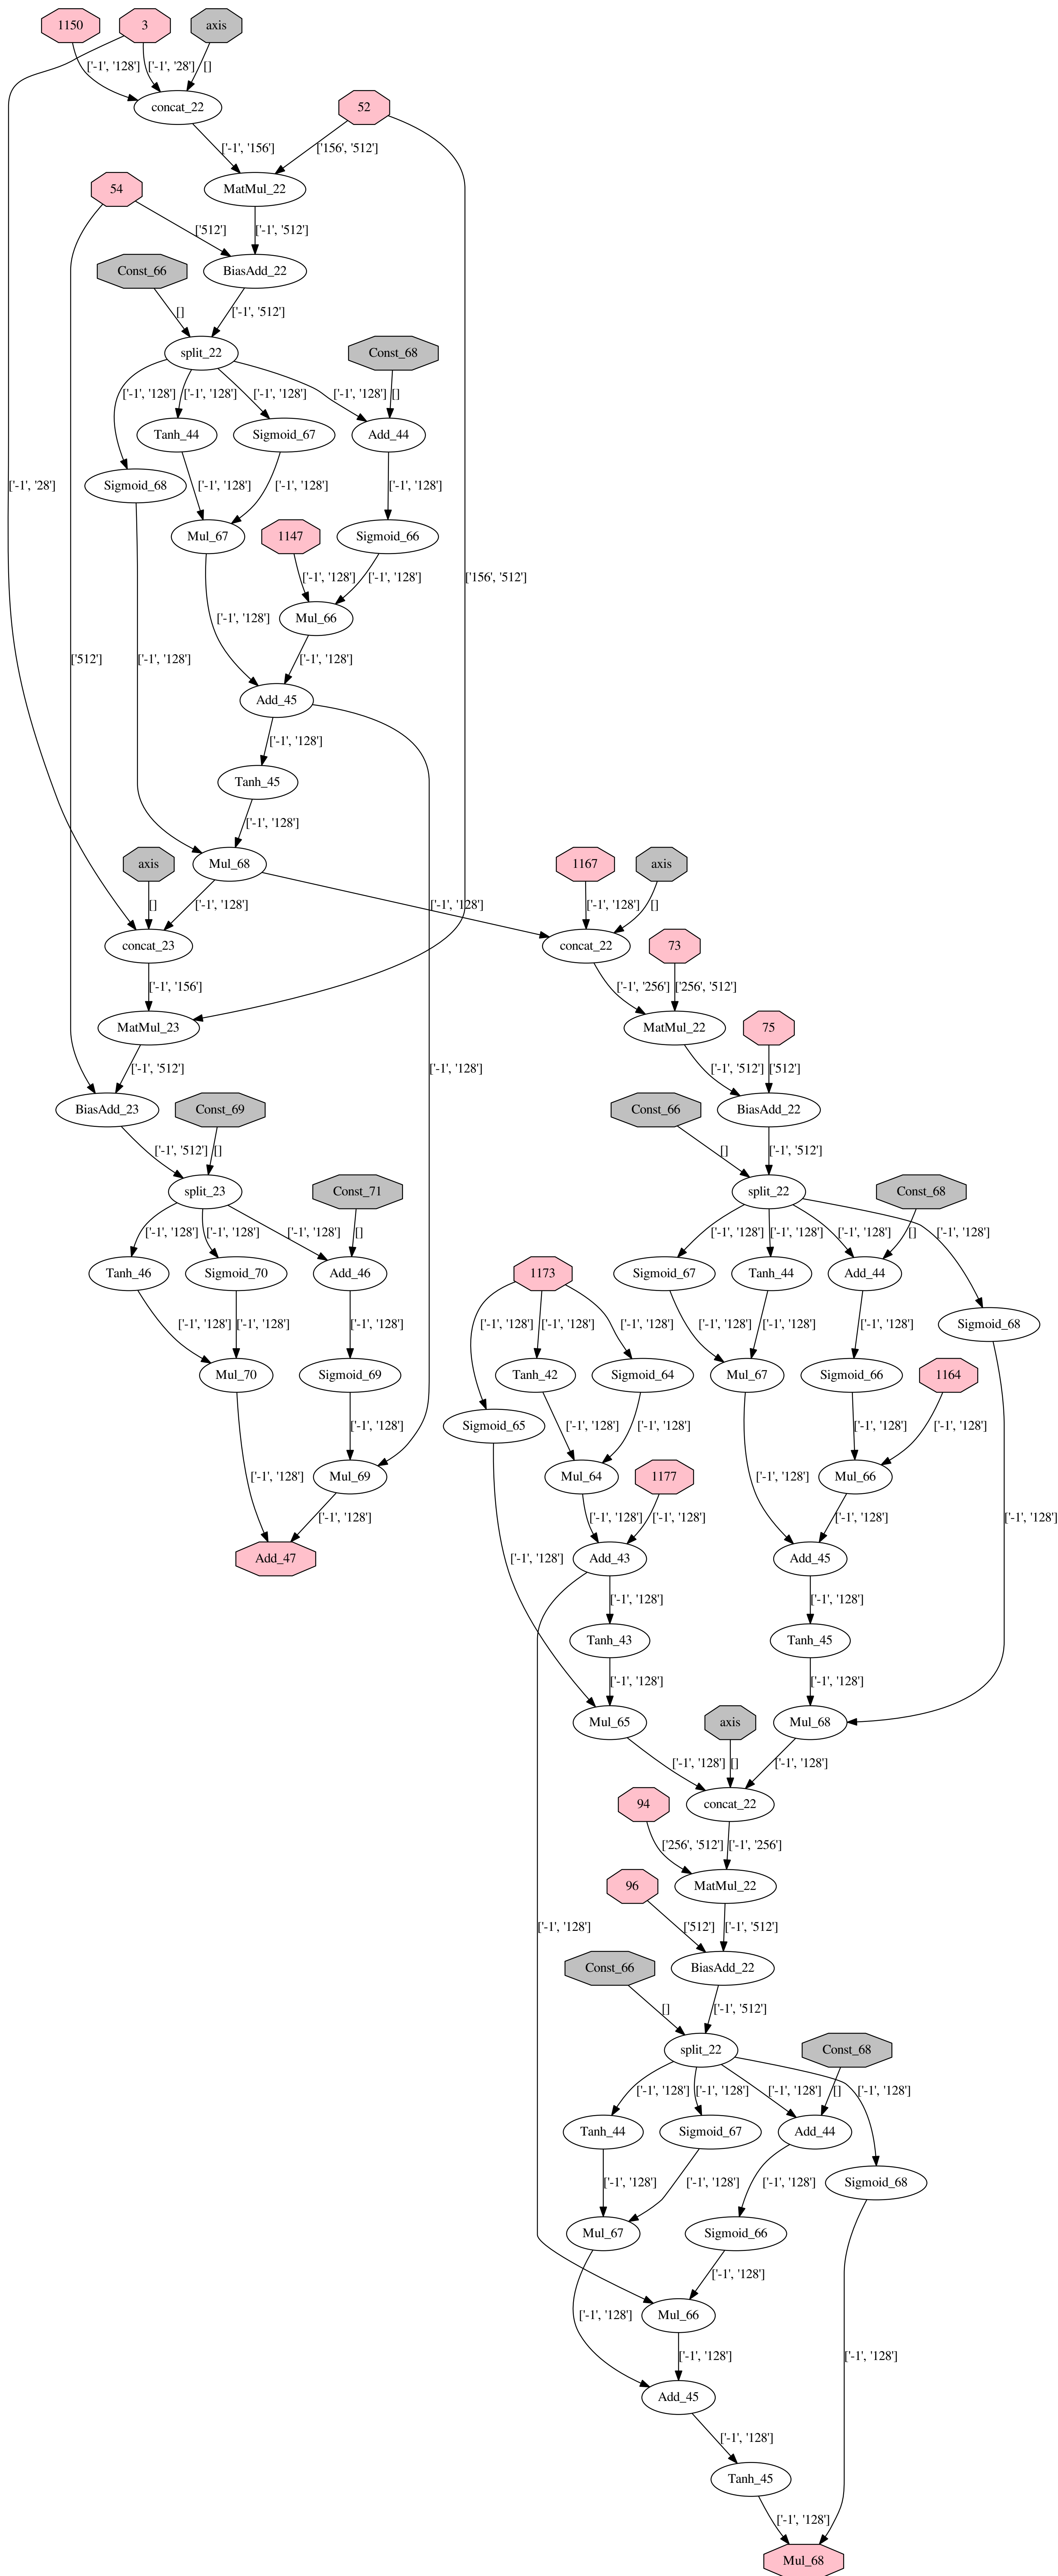 1150 3 axis
['-1', '128'] ['-1', '28'] []
concat_22 52
['-1', '156'] ['156', '512']
54 MatMul_22
['512'] ['-1', '512']
Const_66 BiasAdd_22
[] ['-1', '512']
split_22 Const_68
['-1', '128'] ['-1', '128'] ['-1', '128'] ['-1', '128'] []
Tanh_44 Sigmoid_67 Add_44
['-1', '28'] Sigmoid_68 ['-1', '128'] ['-1', '128'] ['-1', '128']
Mul_67 1147 Sigmoid_66
['-1', '128'] ['-1', '128'] ['156', '512']
['-1', '128'] Mul_66
['512'] ['-1', '128'] ['-1', '128']
Add_45
['-1', '128']
Tanh_45
['-1', '128']
axis Mul_68 1167 axis
[] ['-1', '128'] ['-1', '128'] ['-1', '128'] []
concat_23 concat_22 73
['-1', '156'] ['-1', '256'] ['256', '512']
MatMul_23 MatMul_22 75
['-1', '512'] ['-1', '128'] ['-1', '512'] ['512']
BiasAdd_23 Const_69 Const_66 BiasAdd_22
['-1', '512'] [] [] ['-1', '512']
split_23 Const_71 split_22 Const_68
['-1', '128'] ['-1', '128'] ['-1', '128'] [] ['-1', '128'] ['-1', '128'] ['-1', '128'] [] ['-1', '128']
Tanh_46 Sigmoid_70 Add_46 1173 Sigmoid_67 Tanh_44 Add_44
['-1', '128'] ['-1', '128'] ['-1', '128'] ['-1', '128'] ['-1', '128'] ['-1', '128'] ['-1', '128'] ['-1', '128'] ['-1', '128'] Sigmoid_68
Mul_70 Sigmoid_69 Tanh_42 Sigmoid_64 Mul_67 Sigmoid_66 1164
['-1', '128'] Sigmoid_65 ['-1', '128'] ['-1', '128'] ['-1', '128'] ['-1', '128']
['-1', '128'] Mul_69 Mul_64 1177 ['-1', '128'] Mul_66
['-1', '128'] ['-1', '128'] ['-1', '128'] ['-1', '128'] ['-1', '128']
Add_47 ['-1', '128'] Add_43 Add_45
['-1', '128'] ['-1', '128']
Tanh_43 Tanh_45
['-1', '128'] ['-1', '128']
Mul_65 axis Mul_68
['-1', '128'] [] ['-1', '128']
94 concat_22
['256', '512'] ['-1', '256']
96 MatMul_22
['-1', '128'] ['512'] ['-1', '512']
Const_66 BiasAdd_22
[] ['-1', '512']
split_22 Const_68
['-1', '128'] ['-1', '128'] ['-1', '128'] [] ['-1', '128']
Tanh_44 Sigmoid_67 Add_44
['-1', '128'] ['-1', '128'] ['-1', '128'] Sigmoid_68
Mul_67 Sigmoid_66
['-1', '128']
['-1', '128'] Mul_66
['-1', '128'] ['-1', '128']
Add_45
['-1', '128']
Tanh_45
['-1', '128']
Mul_68